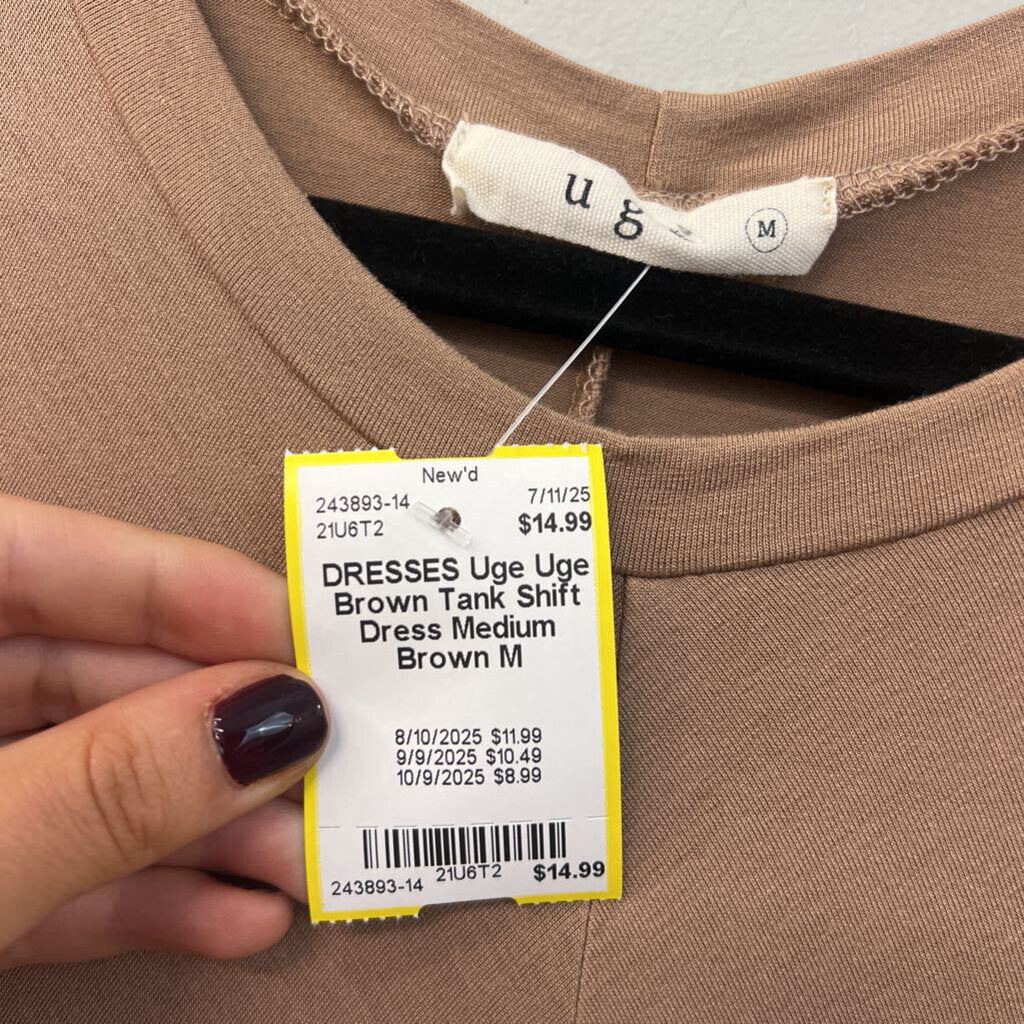 ug
M
New'd
243893-14 7/11/25
21U6T2 $14.99
DRESSES Uge Uge
Brown Tank Shift
Dress Medium
Brown M
8/10/2025 $11.99
9/9/2025 $10.49
10/9/2025 $8.99
243893-14 21U6T2 $14.99